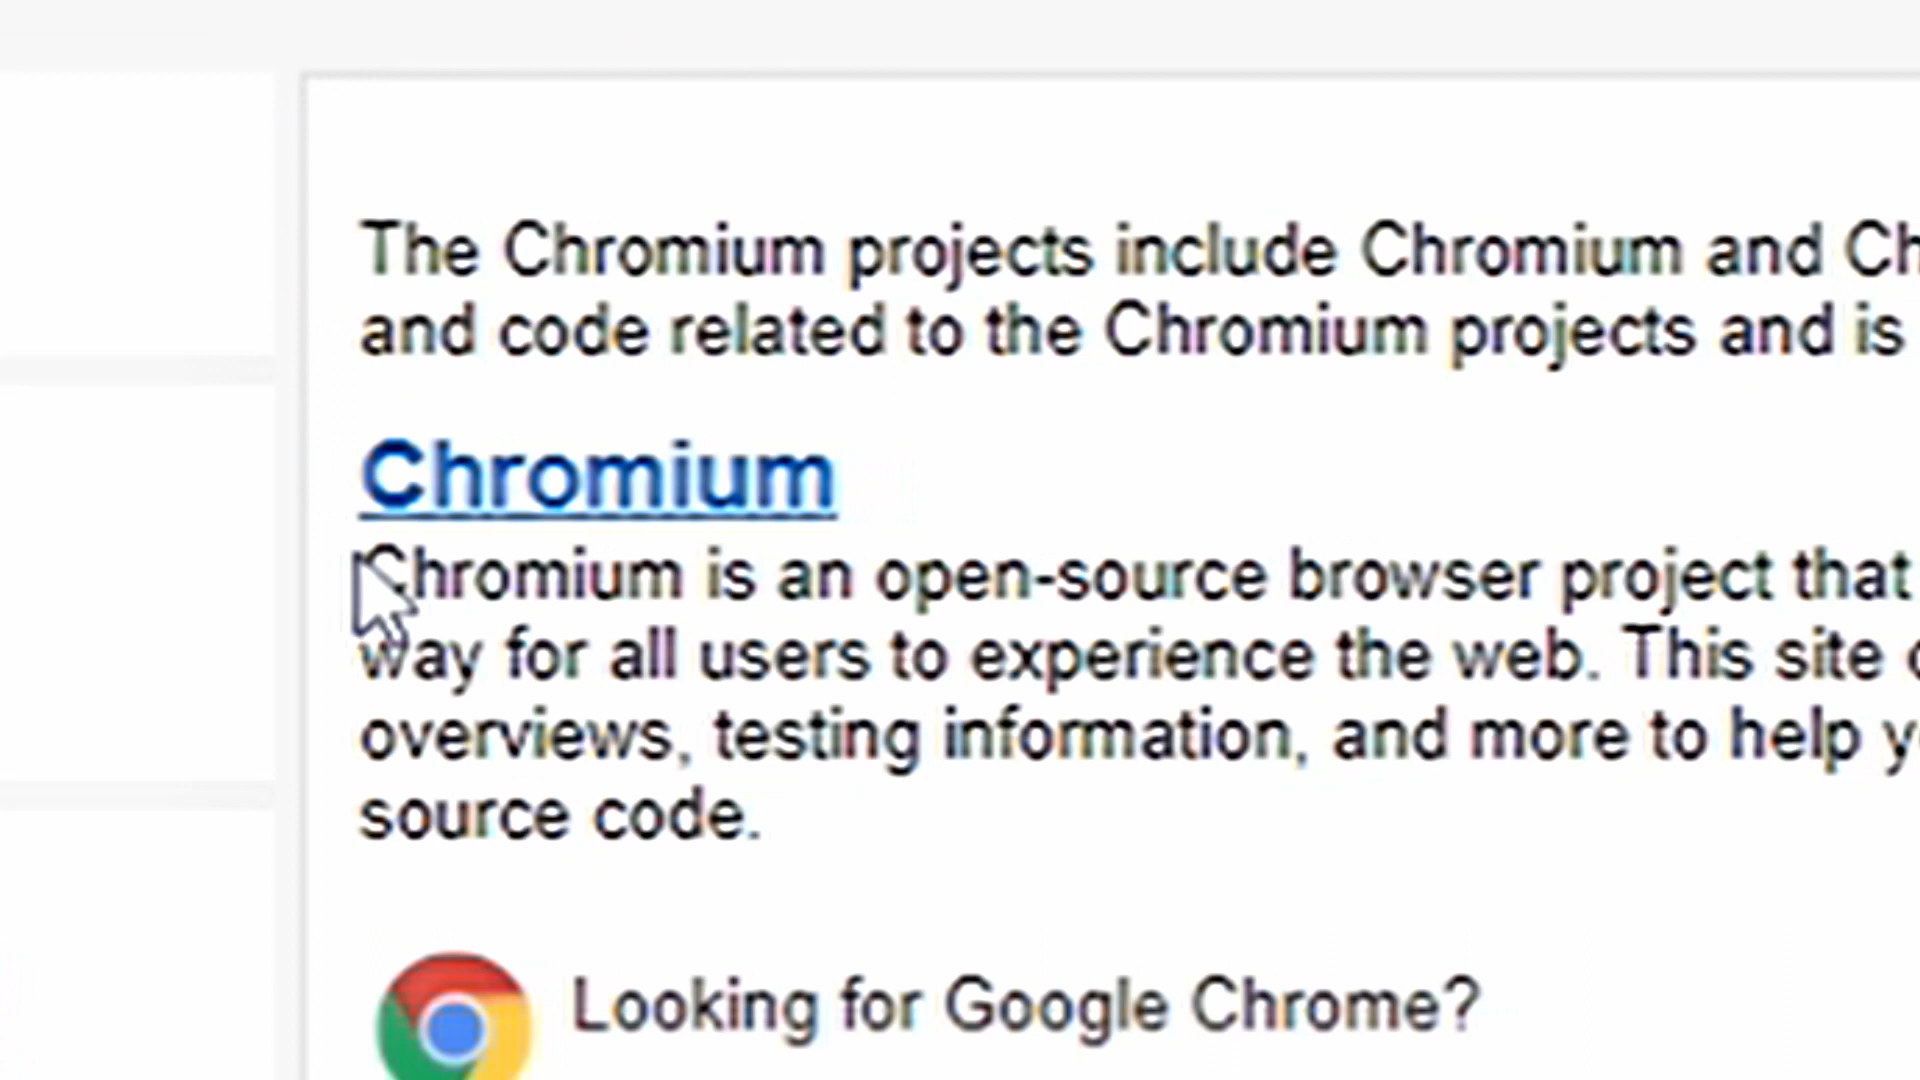 The Chromium projects include Chromium and Ch
and code related to the Chromium projects and is
Chromium
Chromium is an open-source browser project that
way for all users to experience the web. This site
overviews, testing information, and more to help y
source code.
Looking for Google Chrome?